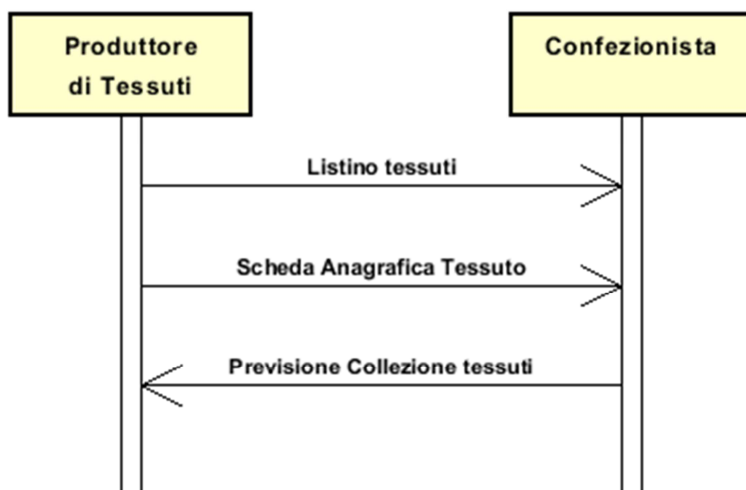 Produttore
di Tessuti
Confezionista
Listino tessuti
Scheda Anagrafica Tessuto
Previsione Collezione tessuti